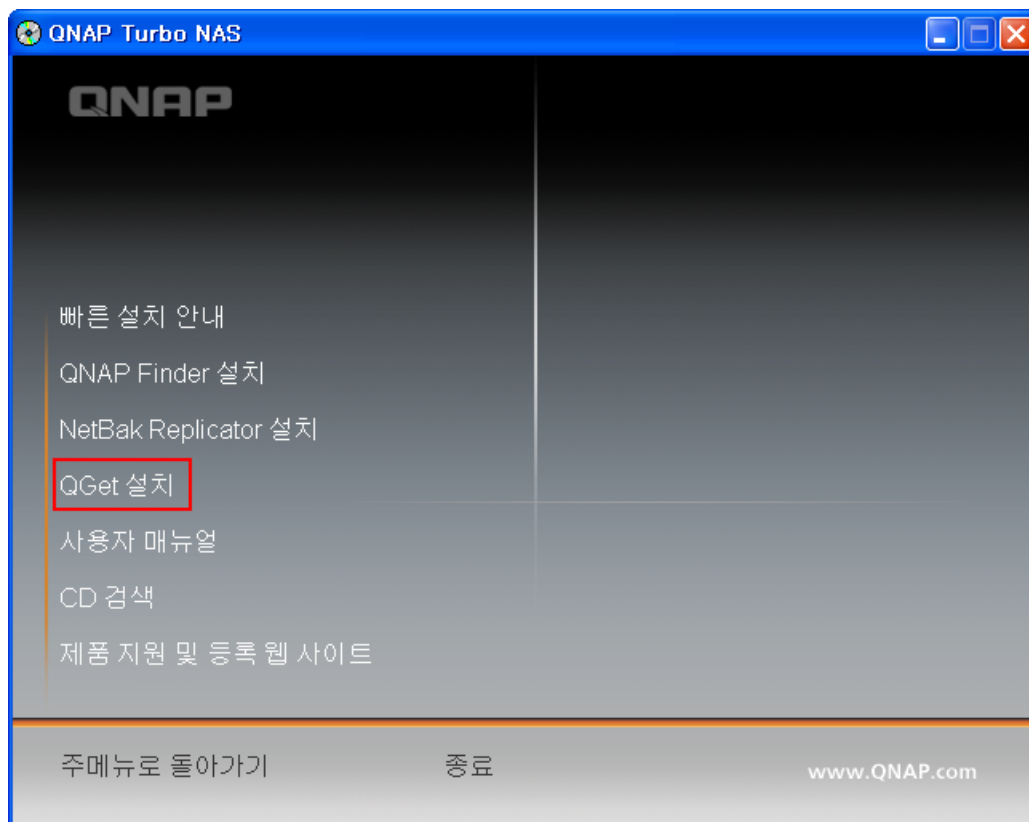 QNAP Turbo NAS
QNAP
빠른 설치 안내
QNAP Finder 설치
NetBak Replicator 설치
QGet 설치
사용자 매뉴얼
CD 검색
제품 지원 및 등록 웹 사이트
주메뉴로 돌아가기
종료
www.QNAP.com